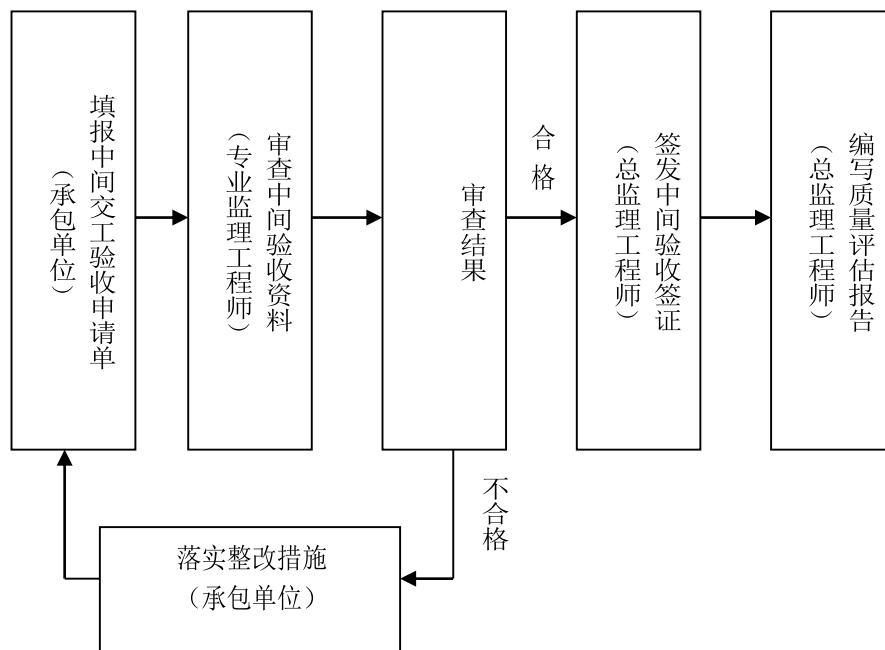 填报中间交工验收申请单
（承包单位）
审查中间验收资料
（专业监理工程师）
审查结果
合格
签发中间验收签证
（总监理工程师）
编写质量评估报告
（总监理工程师）
不合格
落实整改措施
（承包单位）